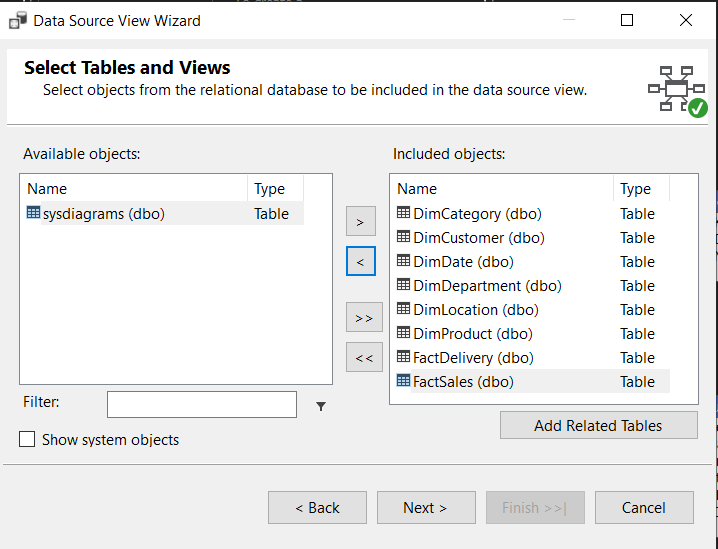 Data Source View Wizard
Select Tables and Views
Select objects from the relational database to be included in the data source view.
Available objects:
Name Type
sysdiagrams (dbo) Table
>
<
>>
<<
Included objects:
Name Type
DimCategory (dbo) Table
DimCustomer (dbo) Table
DimDate (dbo) Table
DimDepartment (dbo) Table
DimLocation (dbo) Table
DimProduct (dbo) Table
FactDelivery (dbo) Table
FactSales (dbo) Table
Filter:
Add Related Tables
Show system objects
< Back
Next >
Finish >>|
Cancel